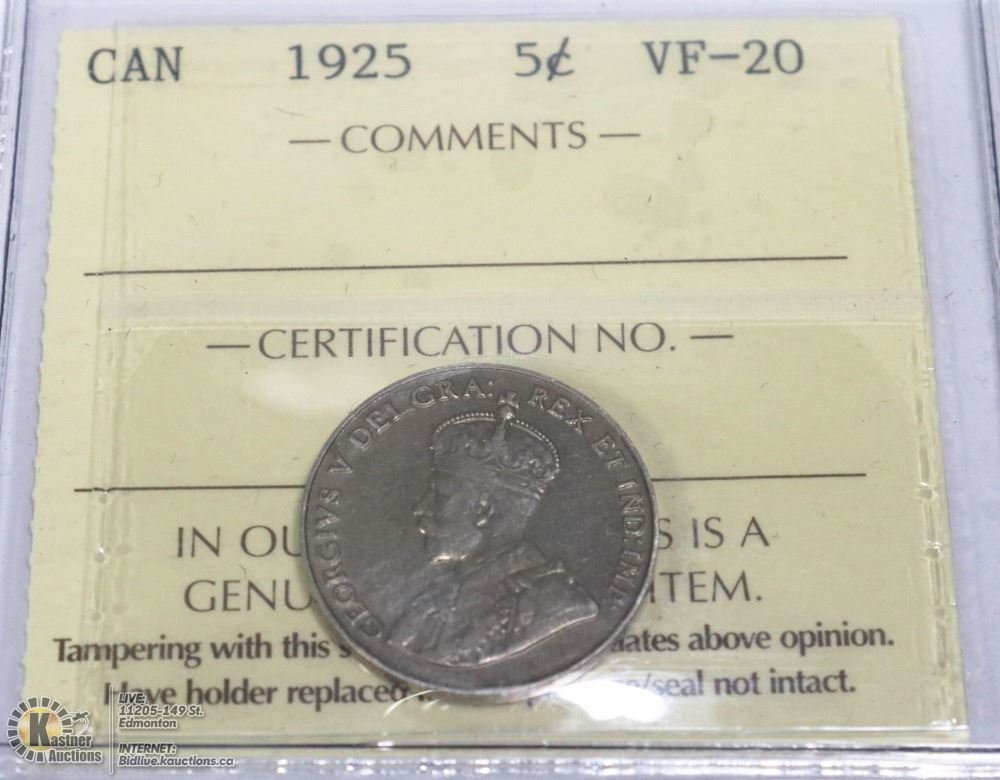 CAN 1925 5¢ VF-20
— COMMENTS —
— CERTIFICATION NO. —
GEORGIVS V DEI GRA: REX ET IND: IMP:
IN OU S IS A
GENU ITEM.
Tampering with this s ates above opinion.
Have holder replaced /seal not intact.
Kastner
Auctions
LIVE:
11205-149 St.
Edmonton
INTERNET:
Bidlive.kauctions.ca